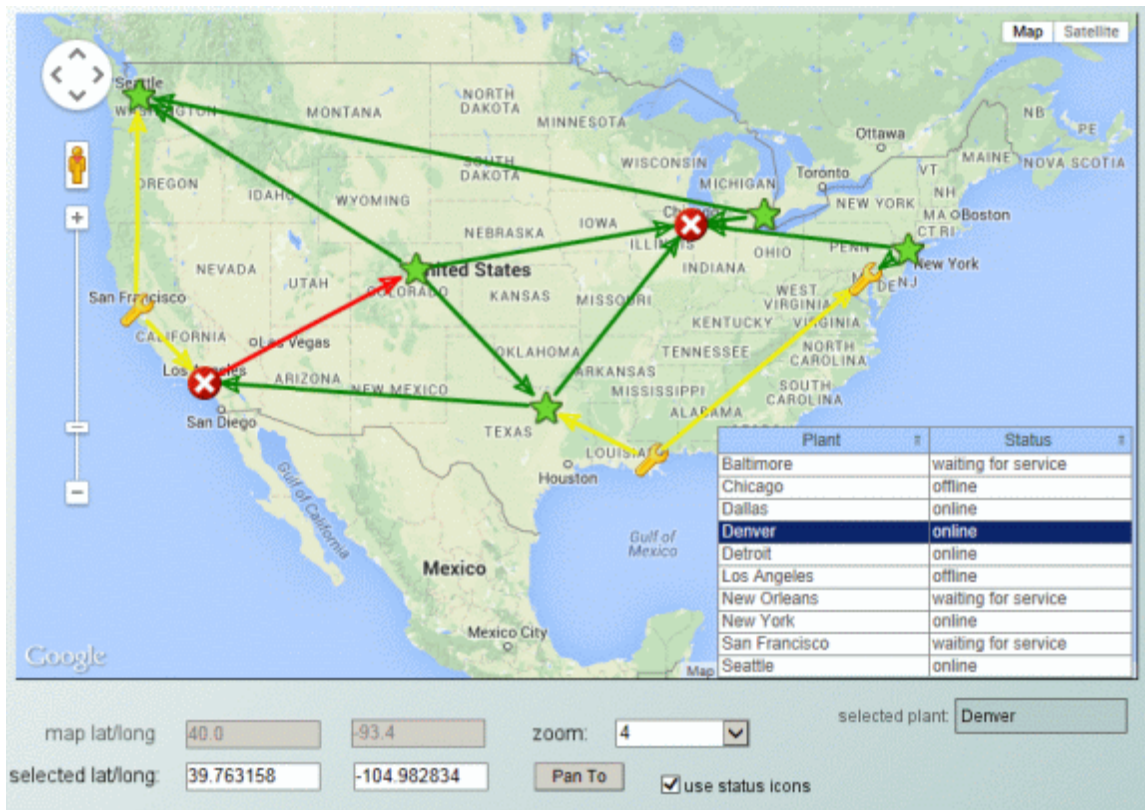 Map Satellite
Seattle
WASHINGTON
MONTANA
NORTH
DAKOTA
MINNESOTA
Ottawa
NB
PE
MAINE
NOVA SCOTIA
OREGON
IDAHO
WYOMING
SOUTH
DAKOTA
WISCONSIN
MICHIGAN
Toronto
VT
NH
NEW YORK
MA
Boston
CT RI
Chicago
IOWA
NEBRASKA
ILLINOIS
INDIANA
OHIO
PENN
New York
NEVADA
UTAH
COLORADO
United States
KANSAS
MISSOURI
WEST
VIRGINIA
DE NJ
San Francisco
CALIFORNIA
Las Vegas
KENTUCKY
VIRGINIA
Los Angeles
ARIZONA
NEW MEXICO
OKLAHOMA
ARKANSAS
TENNESSEE
NORTH
CAROLINA
MISSISSIPPI
SOUTH
CAROLINA
ALABAMA
San Diego
TEXAS
LOUISIANA
Houston
Gulf of California
Gulf of
Mexico
Mexico
Mexico City
Google
Map
Plant Status
Baltimore waiting for service
Chicago offline
Dallas online
Denver online
Detroit online
Los Angeles offline
New Orleans waiting for service
New York online
San Francisco waiting for service
Seattle online
selected plant: Denver
map lat/long 40.0 -93.4 zoom: 4
selected lat/long: 39.763158 -104.982834 Pan To use status icons